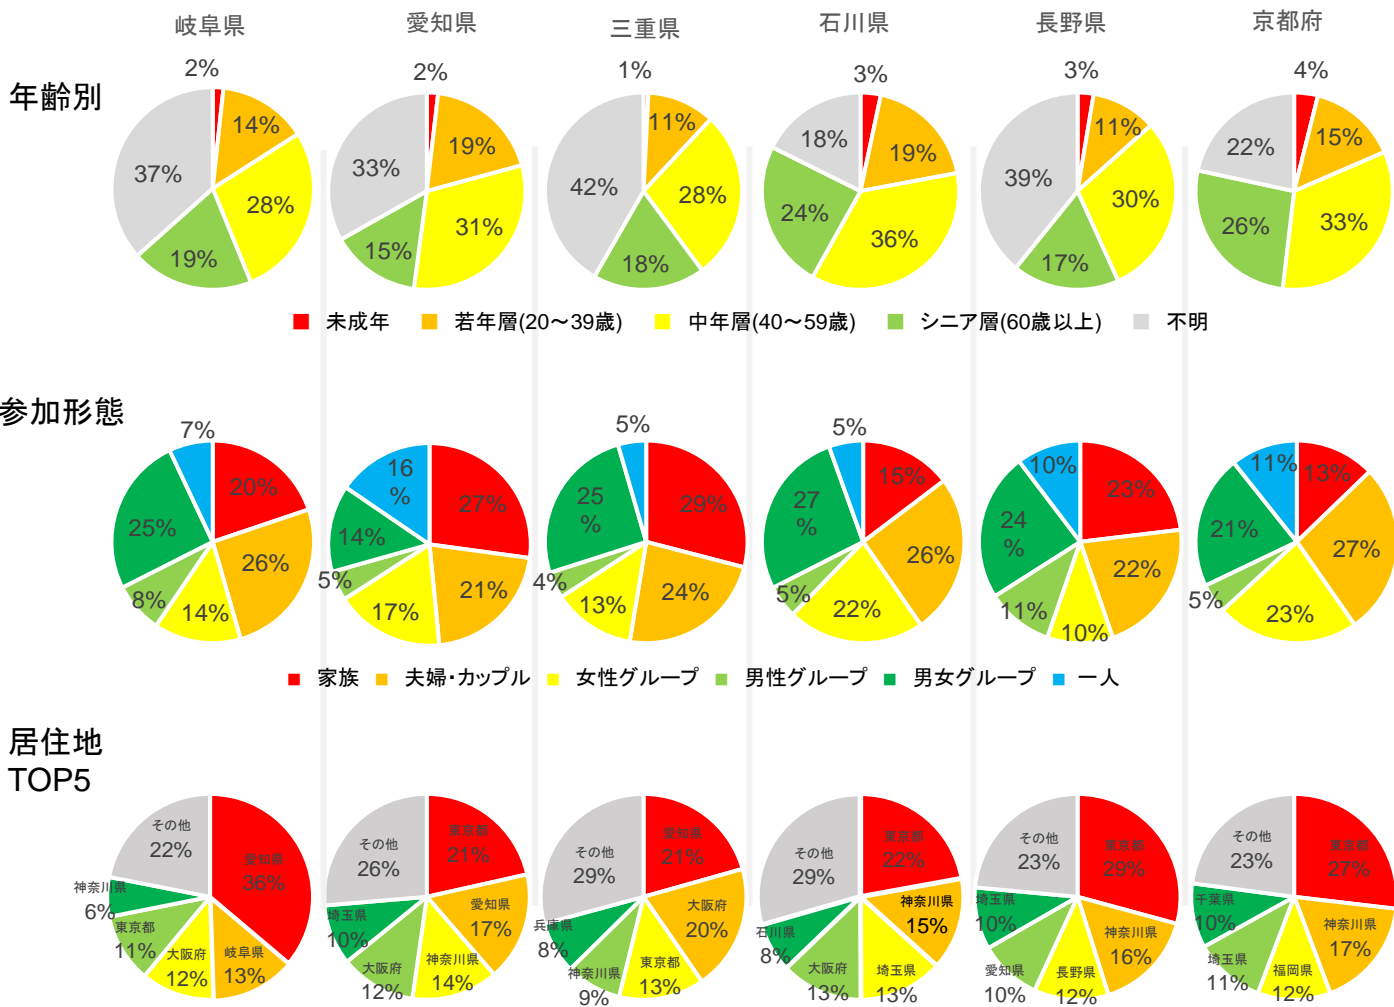 岐阜県 愛知県 三重県 石川県 長野県 京都府
年齢別
2% 14% 28% 19% 37%
2% 19% 31% 15% 33%
1% 11% 28% 18% 42%
3% 19% 36% 24% 18%
3% 11% 30% 17% 39%
4% 15% 33% 26% 22%
未成年 若年層(20～39歳) 中年層(40～59歳) シニア層(60歳以上) 不明
参加形態
20% 26% 14% 8% 25% 7%
27% 21% 17% 5% 14% 16%
29% 24% 13% 4% 25% 5%
15% 26% 22% 5% 27% 5%
23% 22% 10% 11% 24% 10%
13% 27% 23% 5% 21% 11%
家族 夫婦・カップル 女性グループ 男性グループ 男女グループ 一人
居住地
TOP5
愛知県 36% 岐阜県 13% 大阪府 12% 東京都 11% 神奈川県 6% その他 22%
東京都 21% 愛知県 17% 神奈川県 14% 大阪府 12% 埼玉県 10% その他 26%
愛知県 21% 大阪府 20% 東京都 13% 神奈川県 9% 兵庫県 8% その他 29%
東京都 22% 神奈川県 15% 埼玉県 13% 大阪府 13% 石川県 8% その他 29%
東京都 29% 神奈川県 16% 長野県 12% 愛知県 10% 埼玉県 10% その他 23%
東京都 27% 神奈川県 17% 福岡県 12% 埼玉県 11% 千葉県 10% その他 23%